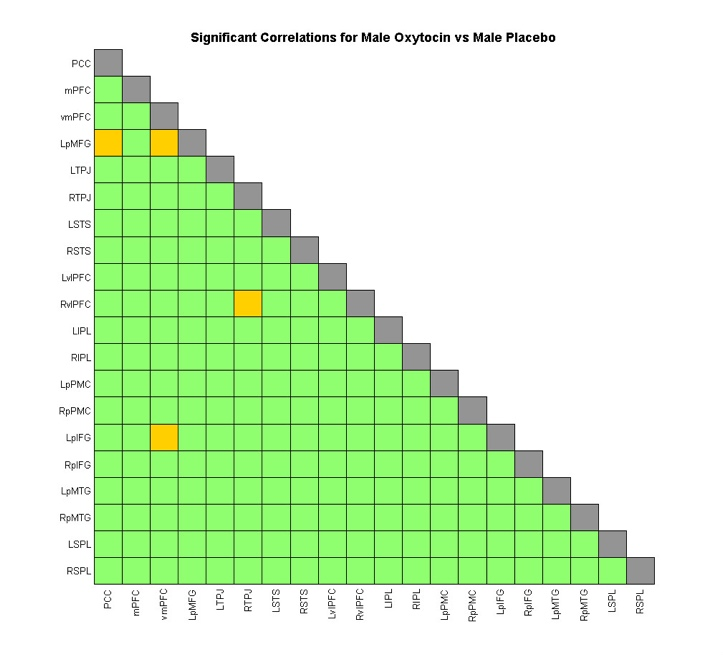 Significant Correlations for Male Oxytocin vs Male Placebo
PCC
mPFC
vmPFC
LpMFG
LTPJ
RTPJ
LSTS
RSTS
LvlPFC
RvlPFC
LIPL
RIPL
LpPMC
RpPMC
LpIFG
RpIFG
LpMTG
RpMTG
LSPL
RSPL
PCC
mPFC
vmPFC
LpMFG
LTPJ
RTPJ
LSTS
RSTS
LvlPFC
RvlPFC
LIPL
RIPL
LpPMC
RpPMC
LpIFG
RpIFG
LpMTG
RpMTG
LSPL
RSPL